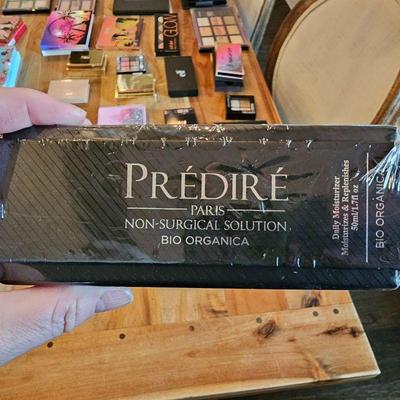 PRÉDIRÉ
PARIS
NON-SURGICAL SOLUTION
BIO ORGANICA
Daily Moisturizer
Moisturizes & Replenishes
50ml/1.7fl oz
BIO ORGANICA
GLOW